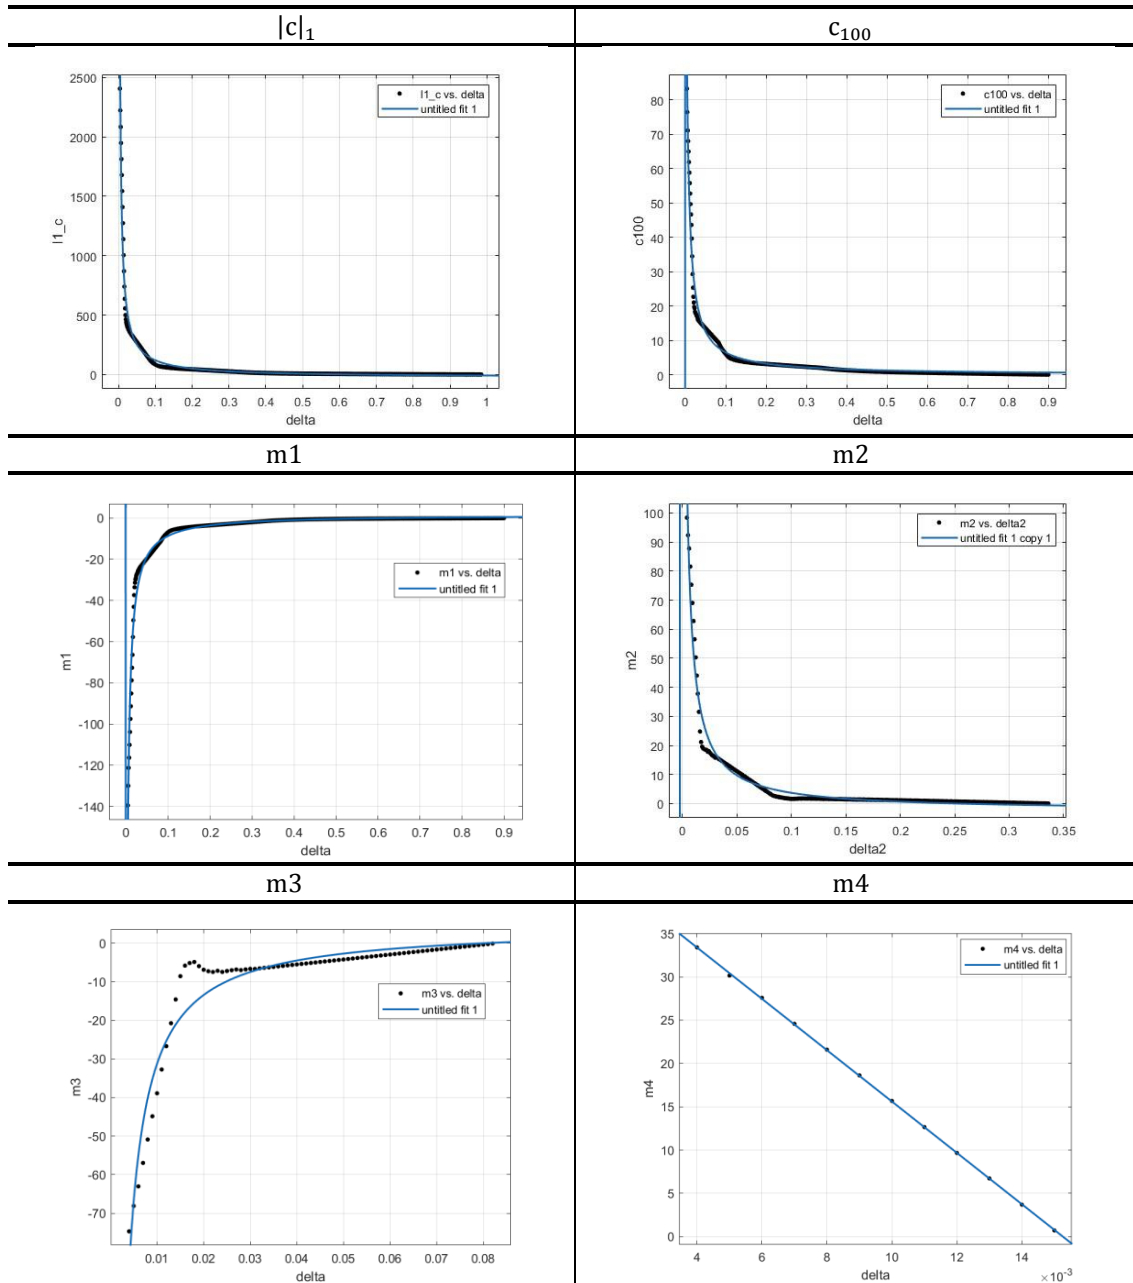 |c|₁
c₁₀₀
2500
2000
1500
1000
500
0
l1_c
0 0.1 0.2 0.3 0.4 0.5 0.6 0.7 0.8 0.9 1
delta
l1_c vs. delta
untitled fit 1
80
70
60
50
40
30
20
10
0
c100
0 0.1 0.2 0.3 0.4 0.5 0.6 0.7 0.8 0.9
delta
c100 vs. delta
untitled fit 1
m1
m2
0
-20
-40
-60
-80
-100
-120
-140
m1
0 0.1 0.2 0.3 0.4 0.5 0.6 0.7 0.8 0.9
delta
m1 vs. delta
untitled fit 1
100
90
80
70
60
50
40
30
20
10
0
m2
0 0.05 0.1 0.15 0.2 0.25 0.3 0.35
delta2
m2 vs. delta2
untitled fit 1 copy 1
m3
m4
0
-10
-20
-30
-40
-50
-60
-70
m3
0.01 0.02 0.03 0.04 0.05 0.06 0.07 0.08
delta
m3 vs. delta
untitled fit 1
35
30
25
20
15
10
5
0
m4
4 6 8 10 12 14
delta
×10⁻³
m4 vs. delta
untitled fit 1